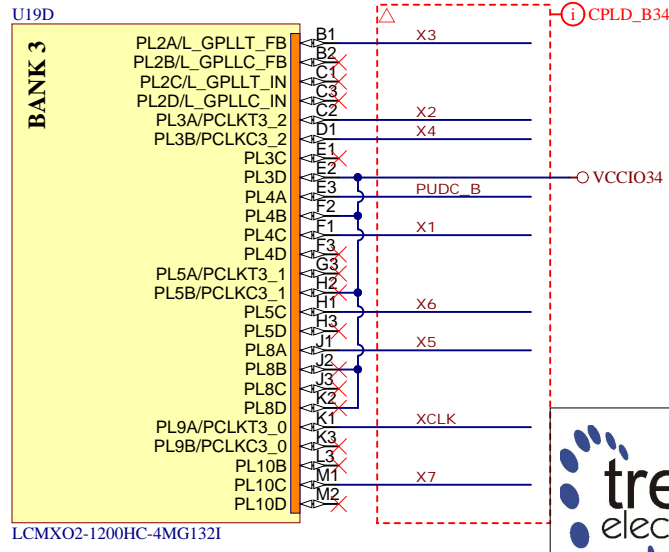 U19D
CPLD_B34
BANK 3
PL2A/L_GPLLT_FB B1 X3
PL2B/L_GPLLC_FB B2
PL2C/L_GPLLT_IN C1
PL2D/L_GPLLC_IN C3
PL3A/PCLKT3_2 C2 X2
PL3B/PCLKC3_2 D1 X4
PL3C E1
PL3D E2 VCCIO34
PL4A E3 PUDC_B
PL4B F2
PL4C F1 X1
PL4D F3
PL5A/PCLKT3_1 G3
PL5B/PCLKC3_1 H2
PL5C H1 X6
PL5D H3
PL8A J1 X5
PL8B J2
PL8C J3
PL8D K2
PL9A/PCLKT3_0 K1 XCLK
PL9B/PCLKC3_0 K3
PL10B L3
PL10C M1 X7
PL10D M2
LCMXO2-1200HC-4MG132I
tre
elec